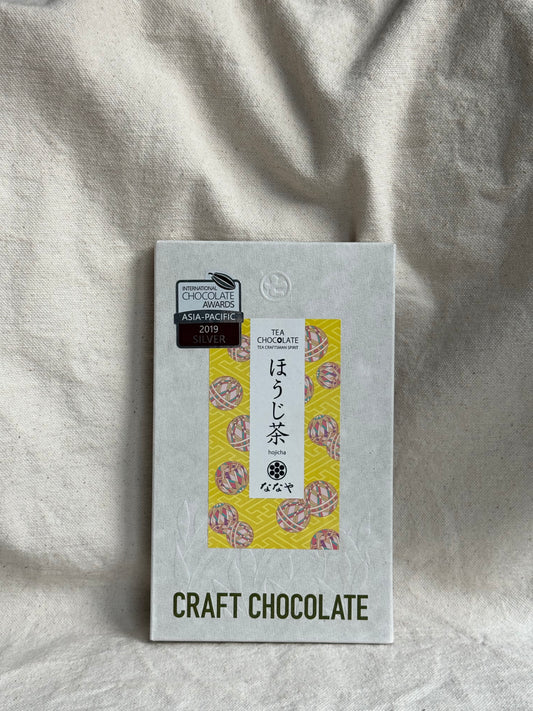 INTERNATIONAL
CHOCOLATE
AWARDS
ASIA-PACIFIC
2019
SILVER
TEA
CHOCOLATE
TEA CRAFTSMAN SPIRIT
ほうじ茶
hojicha
ななや
CRAFT CHOCOLATE